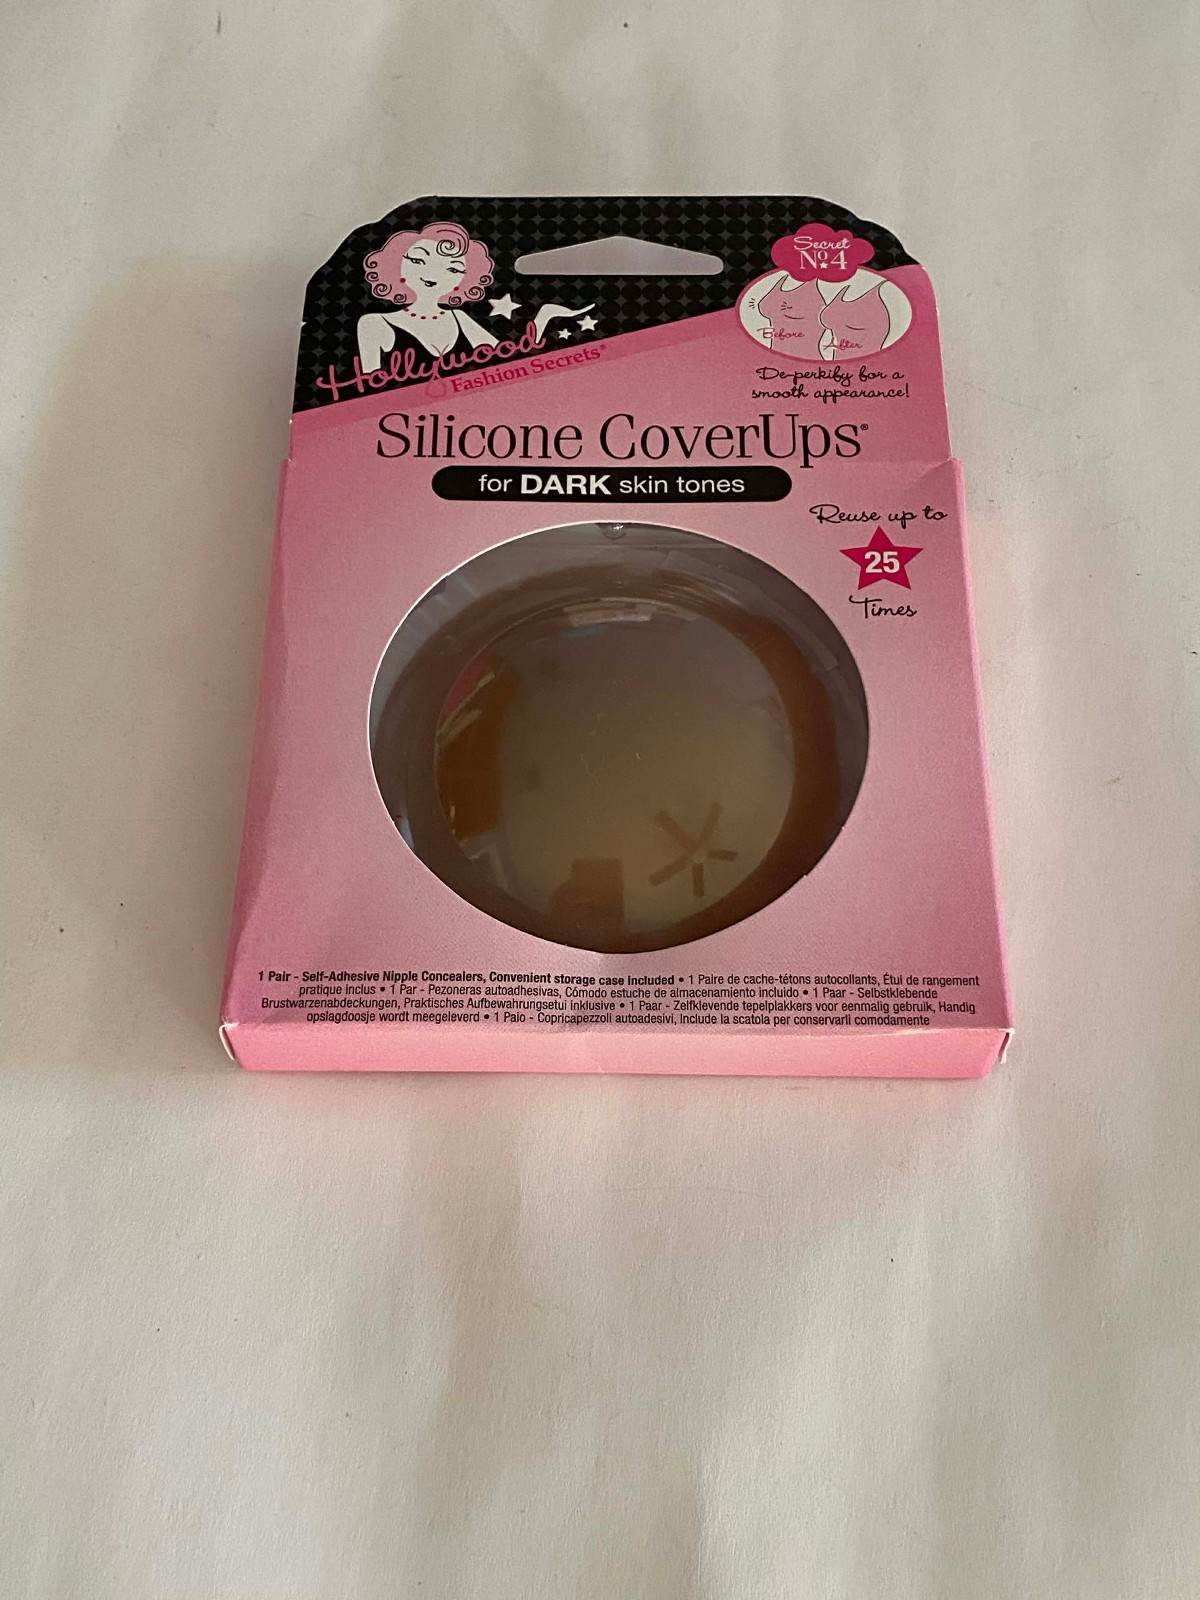 Secret
No 4
Before
After
Hollywood
Fashion Secrets®
De-perkify for a
smooth appearance!
Silicone CoverUps®
for DARK skin tones
Reuse up to
25
Times
1 Pair - Self-Adhesive Nipple Concealers, Convenient storage case included • 1 Paire de cache-tétons autocollants, Étui de rangement
pratique inclus • 1 Par - Pezoneras autoadhesivas, Cómodo estuche de almacenamiento incluido • 1 Paar - Selbstklebende
Brustwarzenabdeckungen, Praktisches Aufbewahrungsetui inklusive • 1 Paar - Zelfklevende tepelplakkers voor eenmalig gebruik, Handig
opslagdoosje wordt meegeleverd • 1 Paio - Copricapezzoli autoadesivi, Include la scatola per conservarli comodamente